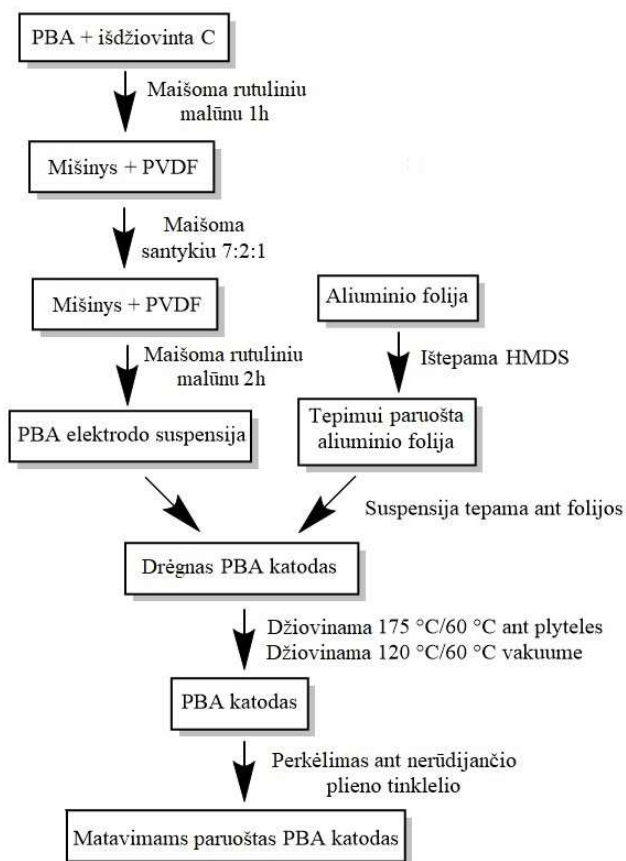 PBA + išdžiovinta C
Maišoma rutuliniu
malūnu 1h
Mišinys + PVDF
Maišoma
santykiu 7:2:1
Mišinys + PVDF
Aliuminio folija
Maišoma rutuliniu
malūnu 2h
Ištepama HMDS
PBA elektrodo suspensija
Tepimui paruošta
aliuminio folija
Suspensija tepama ant folijos
Drėgnas PBA katodas
Džiovinama 175 °C/60 °C ant plyteles
Džiovinama 120 °C/60 °C vakuume
PBA katodas
Perkėlimas ant nerūdijančio
plieno tinklelio
Matavimams paruoštas PBA katodas